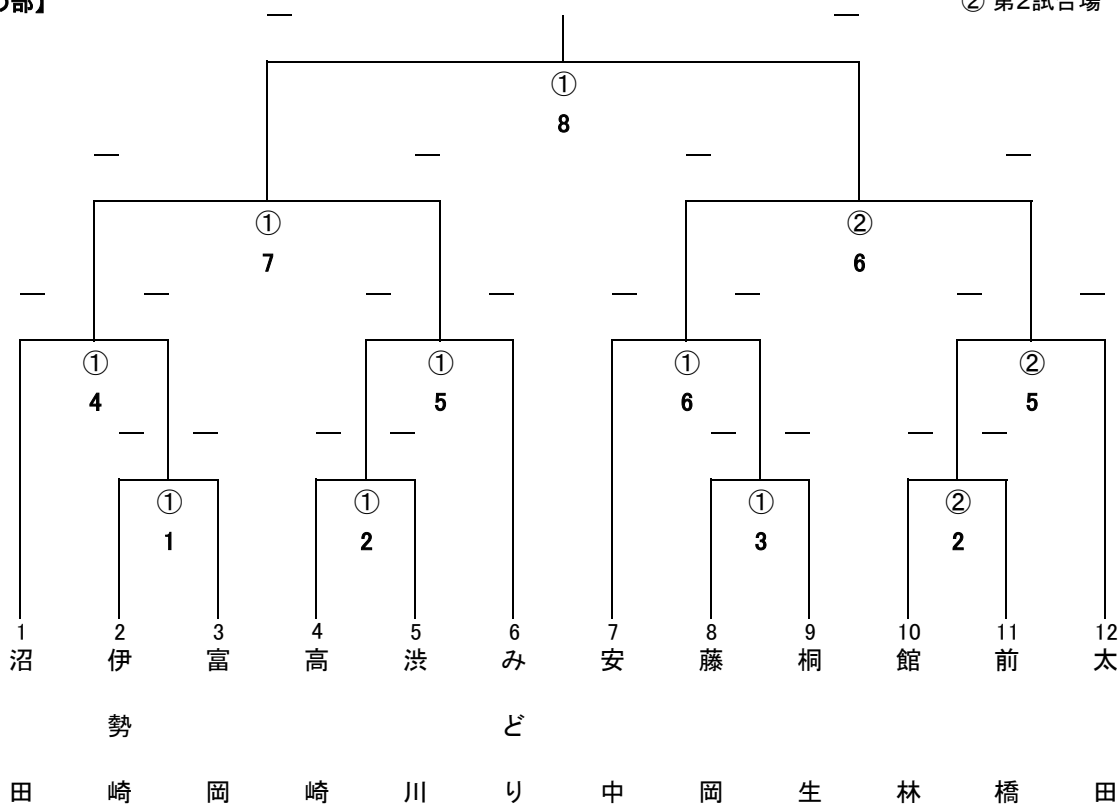 部】
② 第2試合場
①
8
① ②
7 6
① ① ① ②
4 5 6 5
① ① ① ②
1 2 3 2
1 2 3 4 5 6 7 8 9 10 11 12
沼田
伊勢崎
富岡
高崎
渋川
みどり
安中
藤岡
桐生
館林
前橋
太田